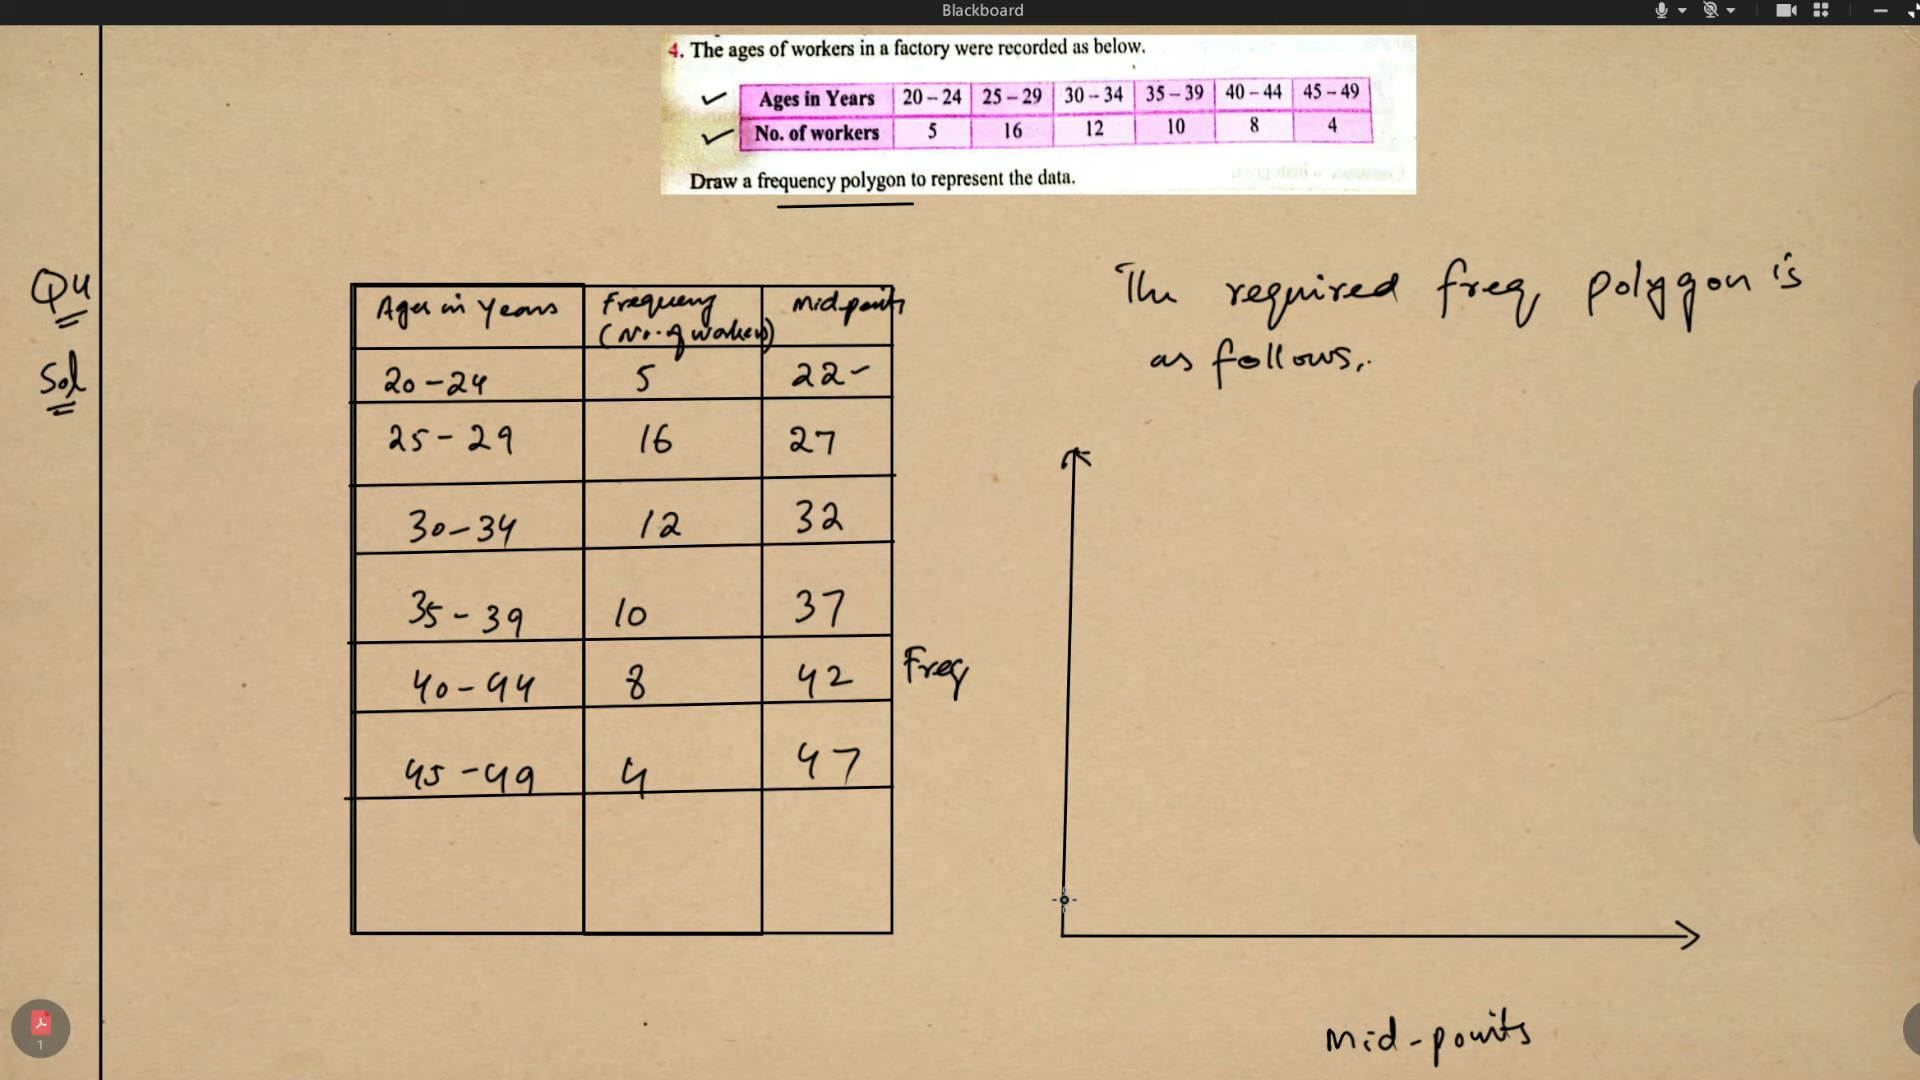 Blackboard
4. The ages of workers in a factory were recorded as below.
Ages in Years 20 – 24 25 – 29 30 – 34 35 – 39 40 – 44 45 – 49
No. of workers 5 16 12 10 8 4
Draw a frequency polygon to represent the data.
Q4
Sol
Ages in Years Frequency (No. of workers) Midpoints
20 - 24 5 22
25 - 29 16 27
30 - 34 12 32
35 - 39 10 37
40 - 44 8 42
45 - 49 4 47
The required freq polygon is
as follows,.
Freq
Mid-points
1